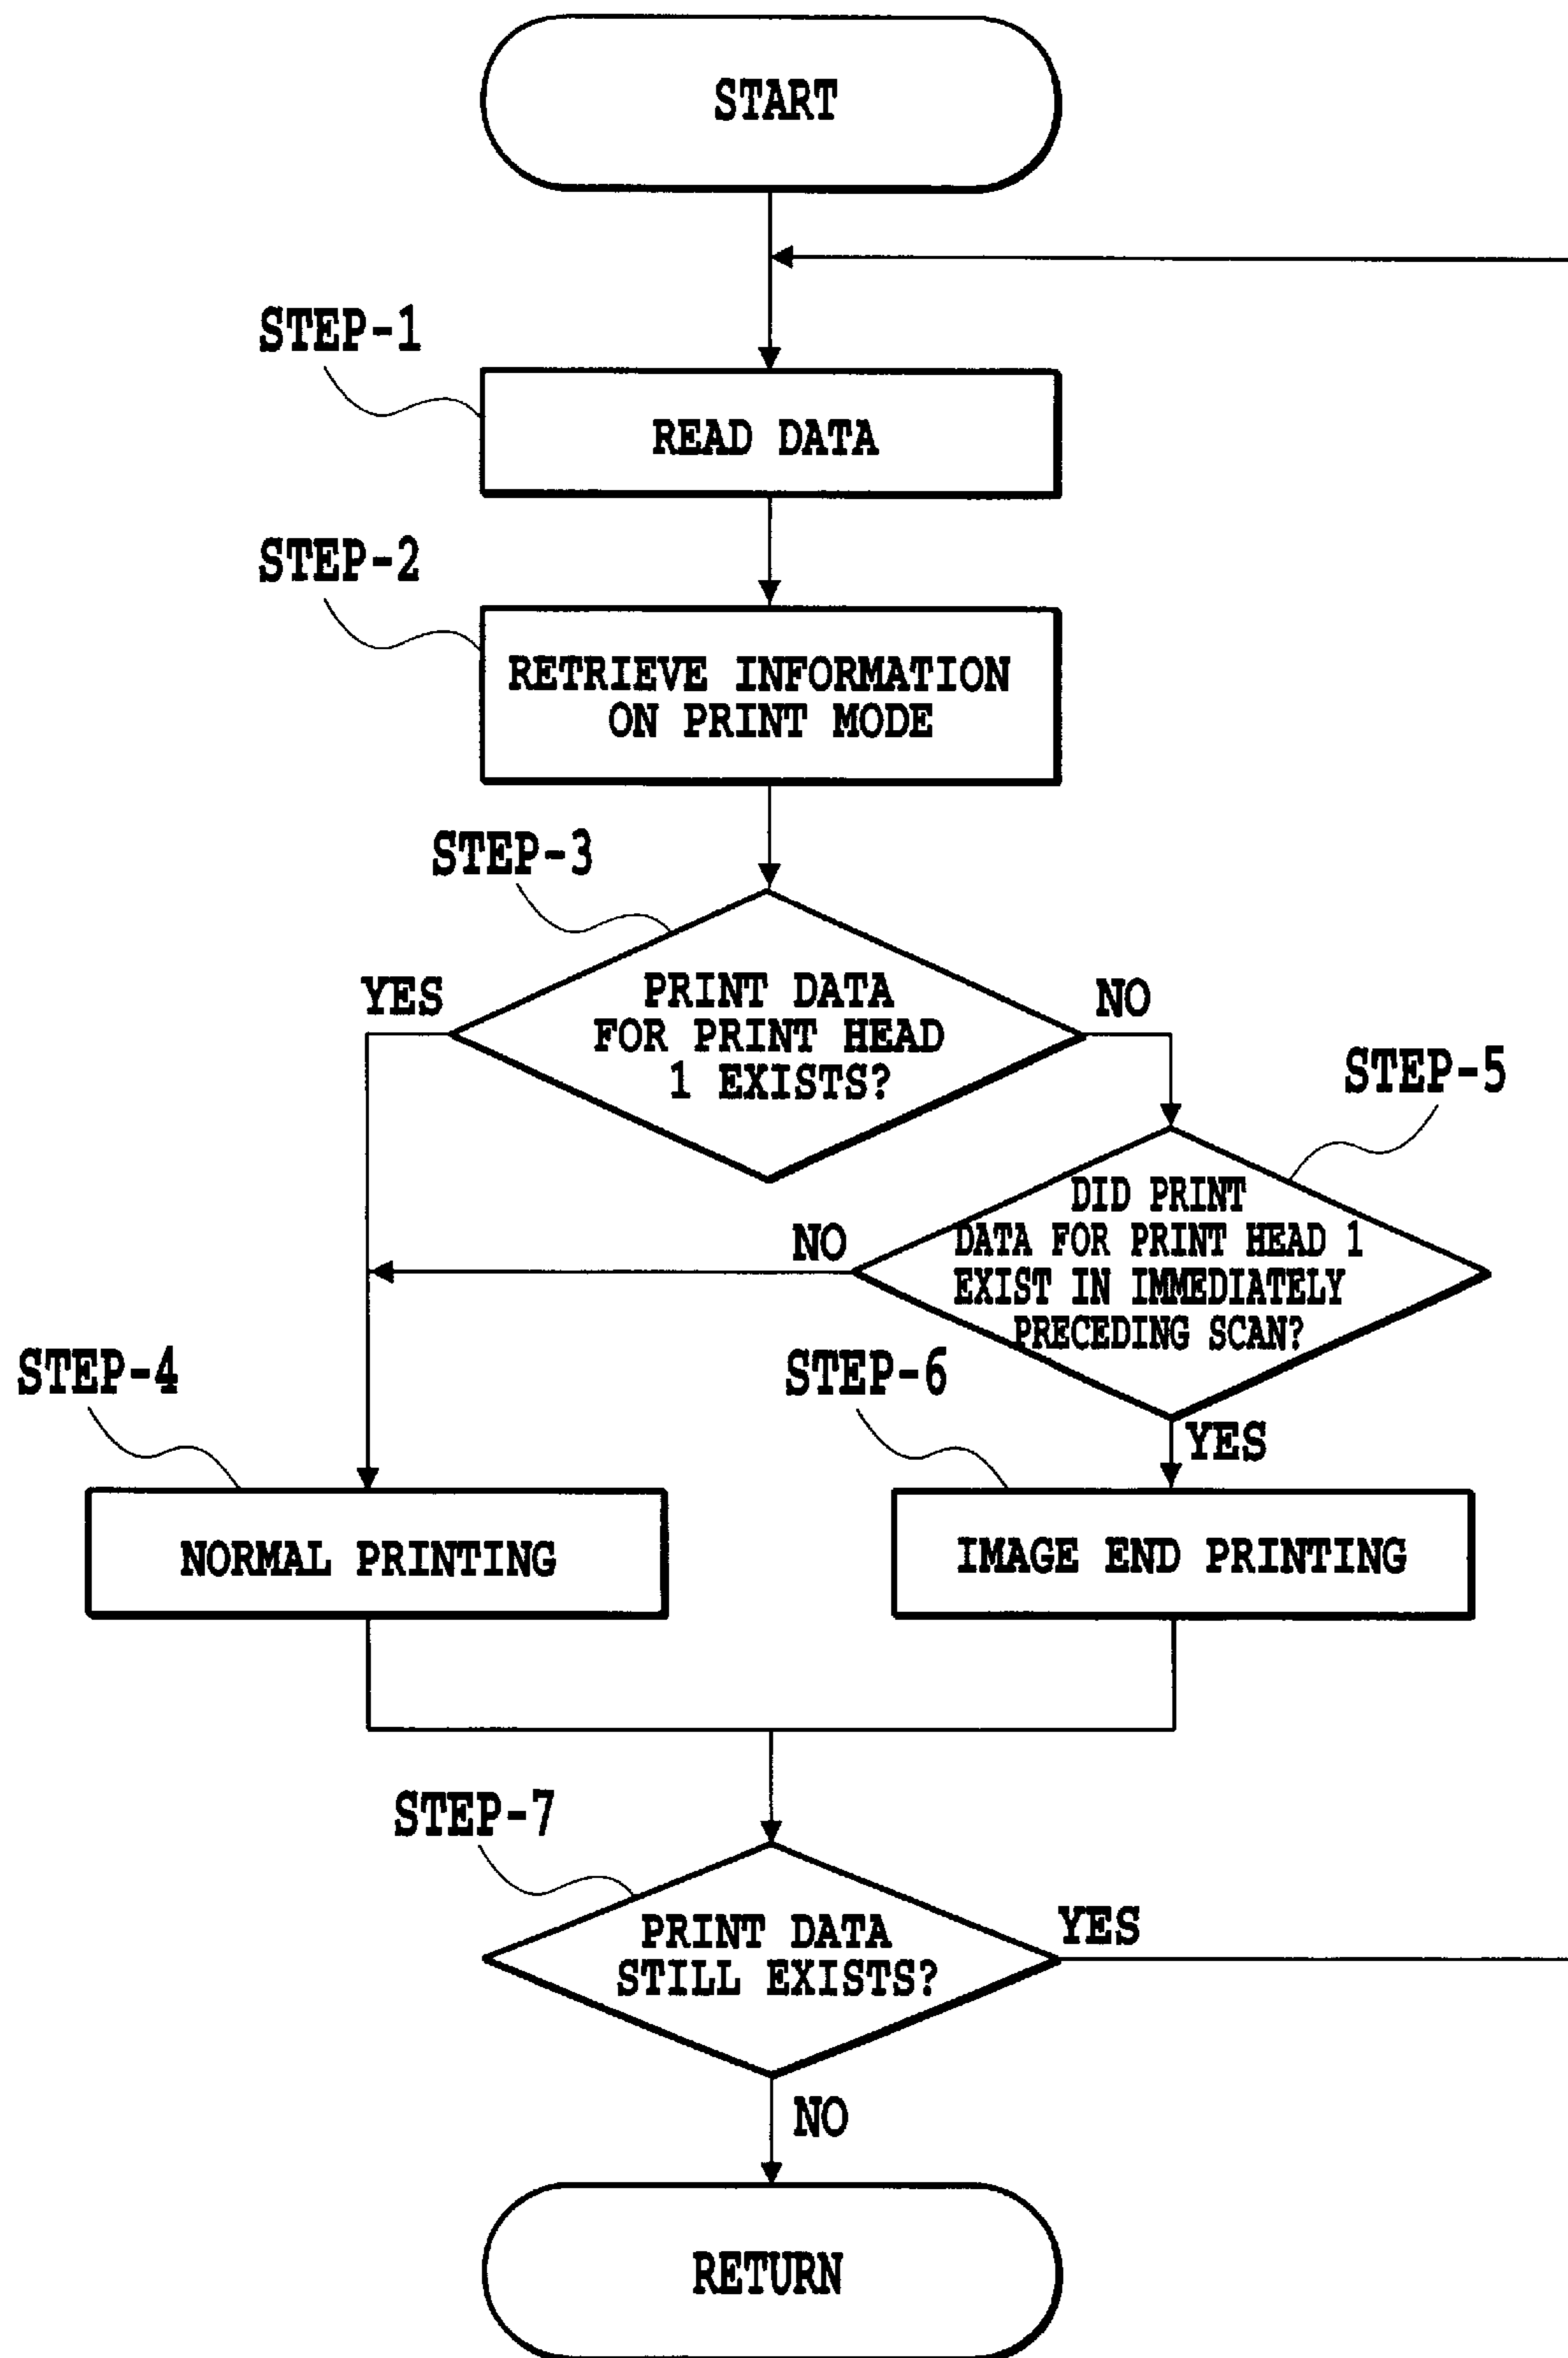 START
STEP-1
READ DATA
STEP-2
RETRIEVE INFORMATION
ON PRINT MODE
STEP-3
YES
PRINT DATA
FOR PRINT HEAD
1 EXISTS?
NO
STEP-5
DID PRINT
DATA FOR PRINT HEAD 1
EXIST IN IMMEDIATELY
PRECEDING SCAN?
NO
STEP-4
STEP-6
YES
NORMAL PRINTING
IMAGE END PRINTING
STEP-7
PRINT DATA
STILL EXISTS?
YES
NO
RETURN